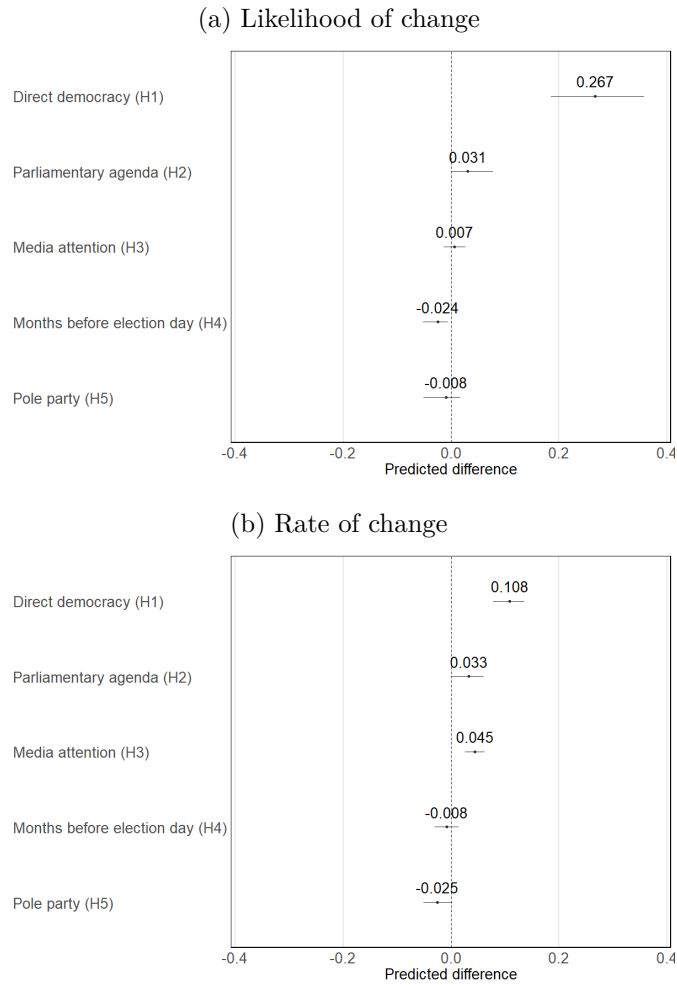 (a) Likelihood of change
Direct democracy (H1)
0.267
Parliamentary agenda (H2)
0.031
Media attention (H3)
0.007
Months before election day (H4)
-0.024
Pole party (H5)
-0.008
-0.4 -0.2 0.0 0.2 0.4
Predicted difference
(b) Rate of change
Direct democracy (H1)
0.108
Parliamentary agenda (H2)
0.033
Media attention (H3)
0.045
Months before election day (H4)
-0.008
Pole party (H5)
-0.025
-0.4 -0.2 0.0 0.2 0.4
Predicted difference